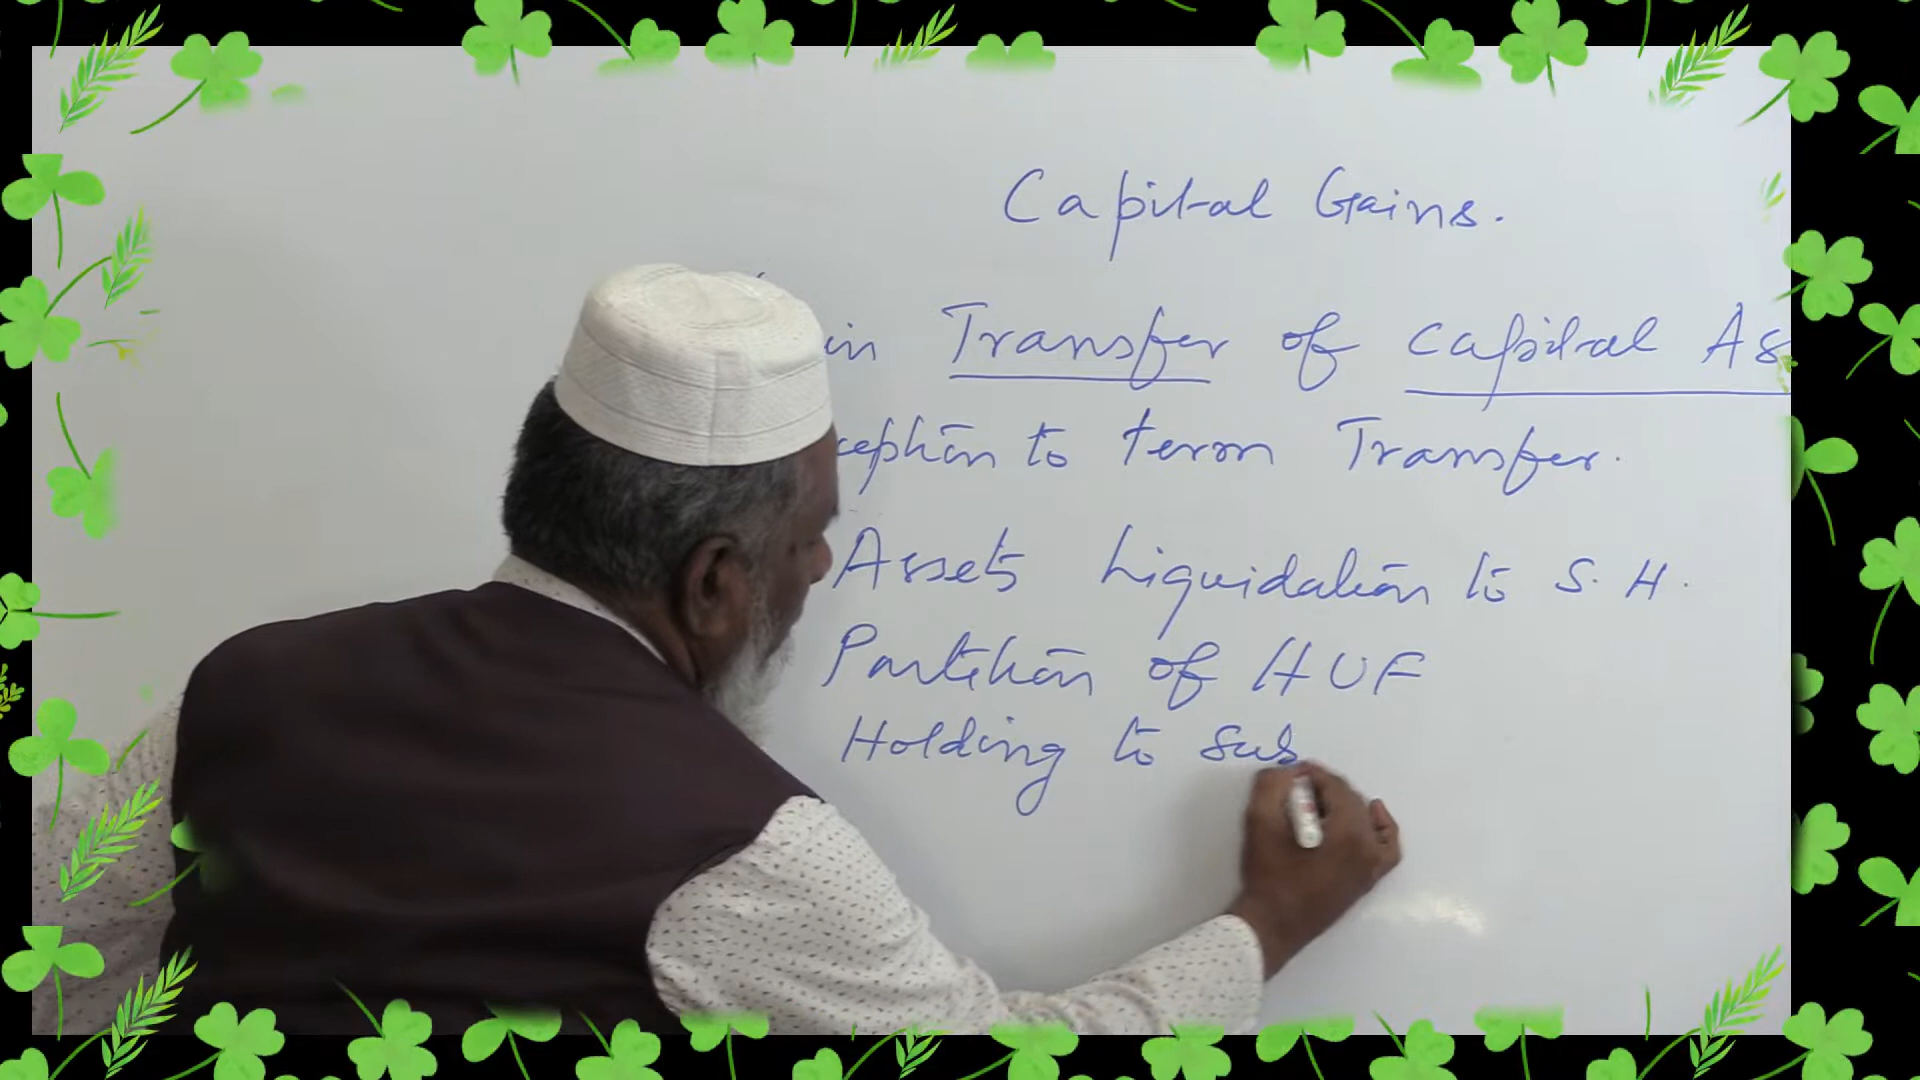 Capital Gains.
in Transfer of Capital As
ception to term Transfer.
Assets Liquidation to S.H.
Partition of HUF
Holding to Sub